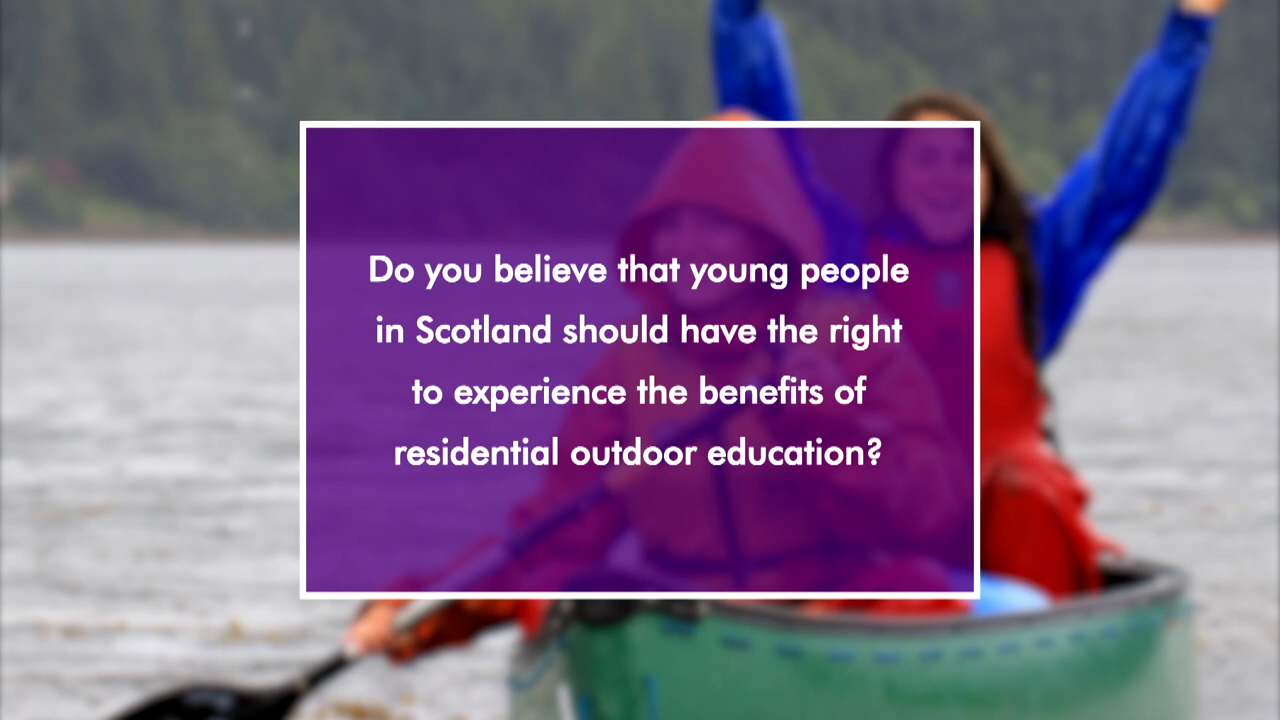 Do you believe that young people
in Scotland should have the right
to experience the benefits of
residential outdoor education?